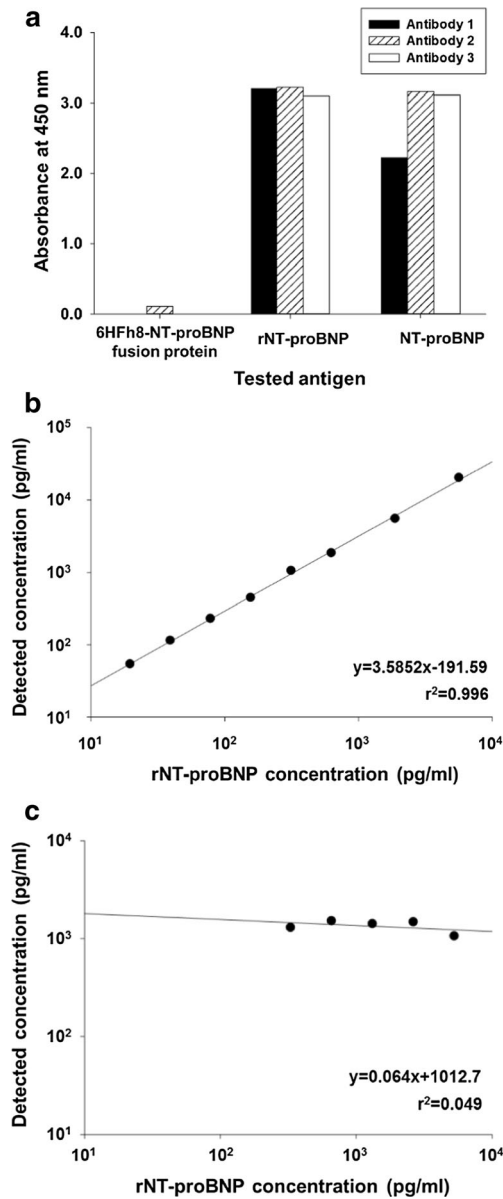 a
Antibody 1
Antibody 2
Antibody 3
Absorbance at 450 nm
4.0
3.0
2.0
1.0
0.0
6HFh8-NT-proBNP
fusion protein
rNT-proBNP
NT-proBNP
Tested antigen
b
Detected concentration (pg/ml)
10⁵
10⁴
10³
10²
10¹
y=3.5852x-191.59
r²=0.996
10¹
10²
10³
10⁴
rNT-proBNP concentration (pg/ml)
c
Detected concentration (pg/ml)
10⁴
10³
10²
10¹
y=0.064x+1012.7
r²=0.049
10¹
10²
10³
10⁴
rNT-proBNP concentration (pg/ml)